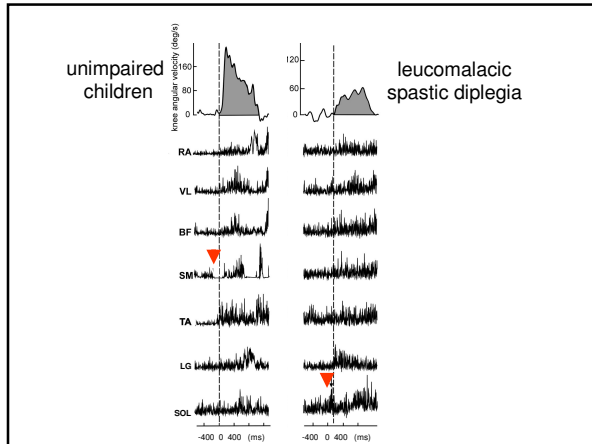 unimpaired
children
leucomalacic
spastic diplegia
knee angular velocity (deg/s)
160
80
0
120
60
0
RA
VL
BF
SM
TA
LG
SOL
-400 0 400 (ms)
-400 0 400 (ms)